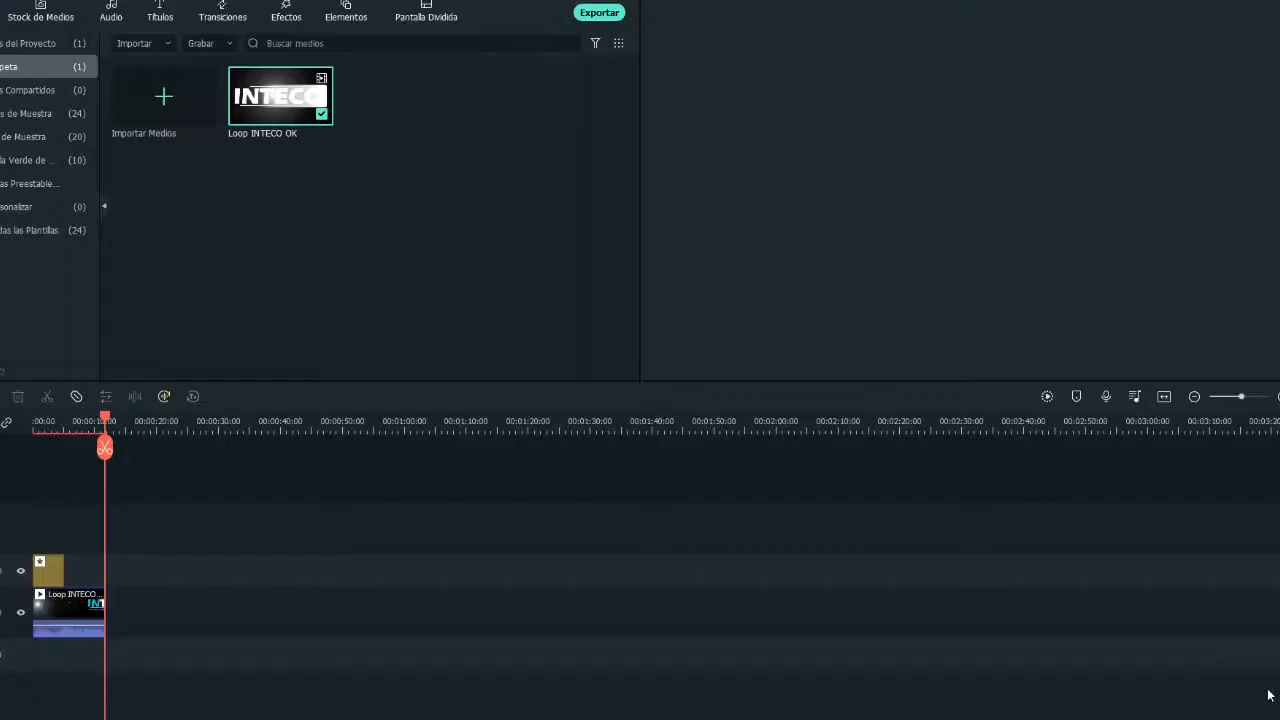 Stock de Medios Audio Títulos Transiciones Efectos Elementos Pantalla Dividida Exportar
s del Proyecto (1) Importar Grabar Buscar medios
peta (1)
s Compartidos (0)
s de Muestra (24)
de Muestra (20)
la Verde de ... (10)
as Preestable...
sonalizar (0)
das las Plantillas (24)
INTECO
Importar Medios Loop INTECO OK
:00:00 00:00:10:00 00:00:20:00 00:00:30:00 00:00:40:00 00:00:50:00 00:01:00:00 00:01:10:00 00:01:20:00 00:01:30:00 00:01:40:00 00:01:50:00 00:02:00:00 00:02:10:00 00:02:20:00 00:02:30:00 00:02:40:00 00:02:50:00 00:03:00:00 00:03:10:00 00:03:2
Loop INTECO...
INT